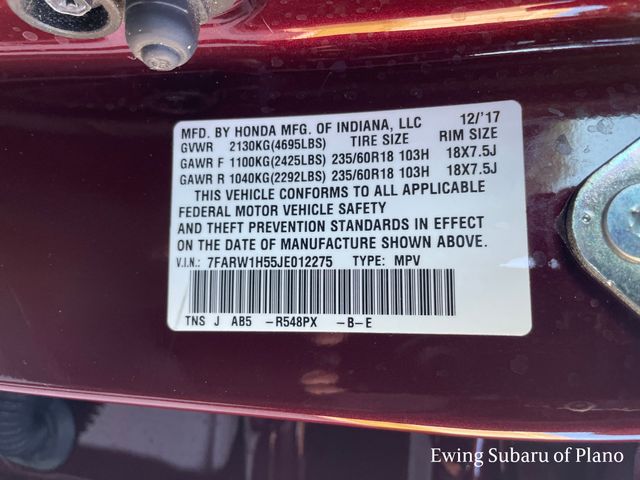 MFD. BY HONDA MFG. OF INDIANA, LLC 12/'17
GVWR 2130KG(4695LBS) TIRE SIZE RIM SIZE
GAWR F 1100KG(2425LBS) 235/60R18 103H 18X7.5J
GAWR R 1040KG(2292LBS) 235/60R18 103H 18X7.5J
THIS VEHICLE CONFORMS TO ALL APPLICABLE
FEDERAL MOTOR VEHICLE SAFETY
AND THEFT PREVENTION STANDARDS IN EFFECT
ON THE DATE OF MANUFACTURE SHOWN ABOVE.
V.I.N.: 7FARW1H55JE012275 TYPE: MPV
TNS J AB5 -R548PX -B-E
Ewing Subaru of Plano